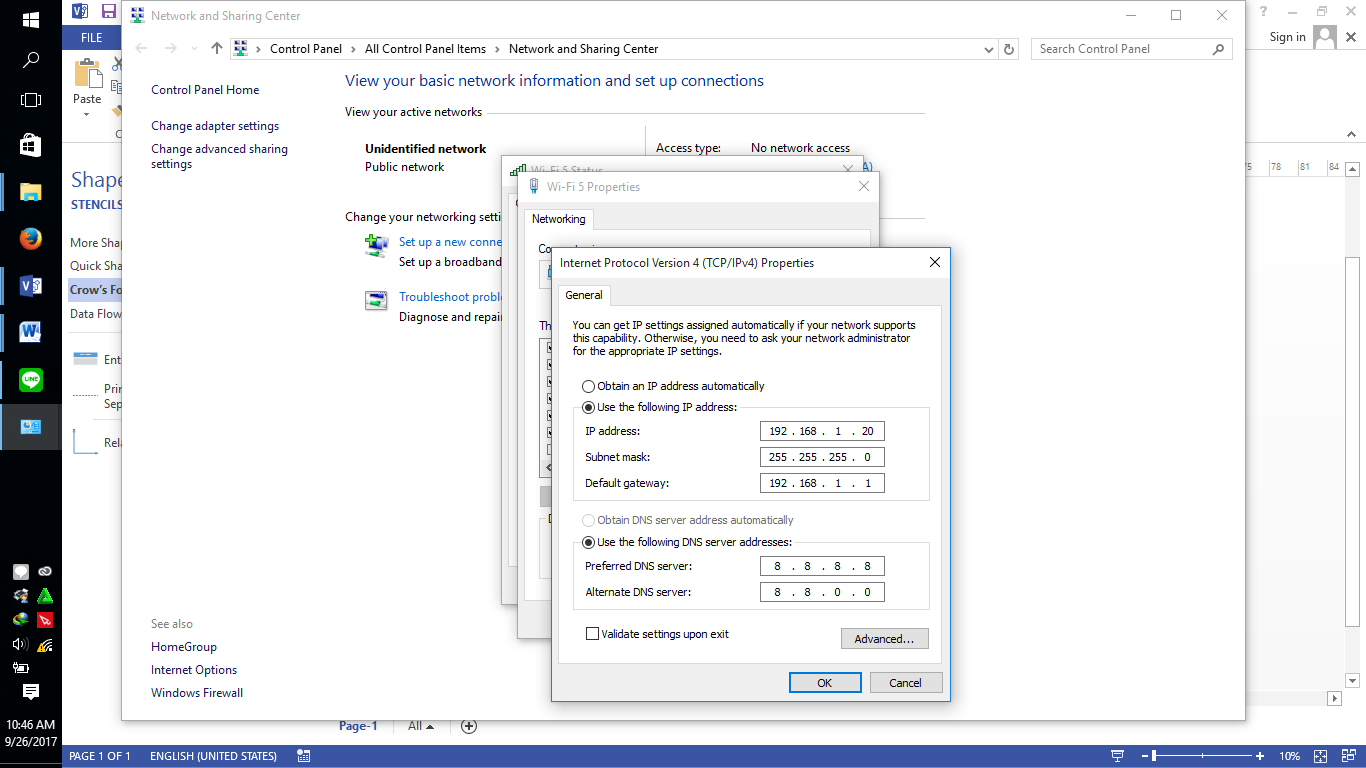 Network and Sharing Center
FILE
Sign in
Control Panel > All Control Panel Items > Network and Sharing Center
Search Control Panel
Paste
View your basic network information and set up connections
Control Panel Home
View your active networks
Change adapter settings
Change advanced sharing
settings
Unidentified network
Public network
Access type:
No network access
A)
78
81
84
Shape
STENCILS
More Sha
Quick Sha
Crow's Fo
Data Flow
Change your networking setti
Set up a new conne
Set up a broadband
Troubleshoot proble
Diagnose and repai
Wi-Fi 5 Status
Wi-Fi 5 Properties
Networking
Internet Protocol Version 4 (TCP/IPv4) Properties
General
You can get IP settings assigned automatically if your network supports
this capability. Otherwise, you need to ask your network administrator
for the appropriate IP settings.
Obtain an IP address automatically
Use the following IP address:
IP address: 192 . 168 . 1 . 20
Subnet mask: 255 . 255 . 255 . 0
Default gateway: 192 . 168 . 1 . 1
Obtain DNS server address automatically
Use the following DNS server addresses:
Preferred DNS server: 8 . 8 . 8 . 8
Alternate DNS server: 8 . 8 . 0 . 0
Validate settings upon exit
Advanced...
OK
Cancel
Ent
Prin
Sep
Rela
LINE
See also
HomeGroup
Internet Options
Windows Firewall
Page-1
All
10:46 AM
9/26/2017
PAGE 1 OF 1
ENGLISH (UNITED STATES)
10%